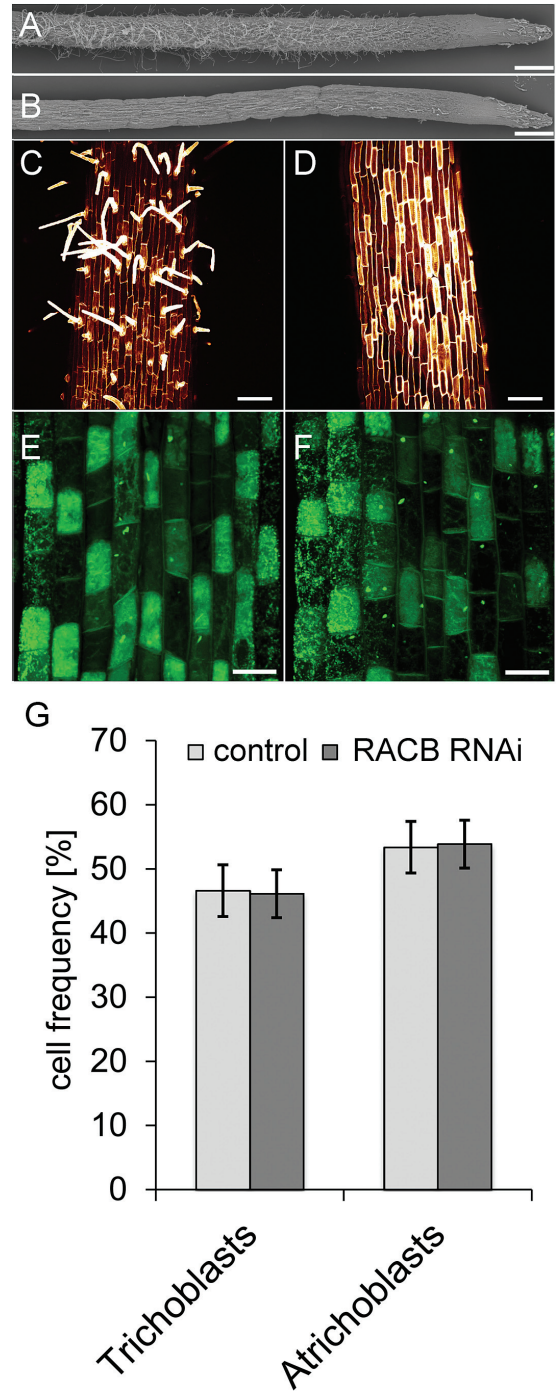 A
B
C
D
E
F
G
70
60
50
40
30
20
10
0
cell frequency [%]
control
RACB RNAi
Trichoblasts
Atrichoblasts